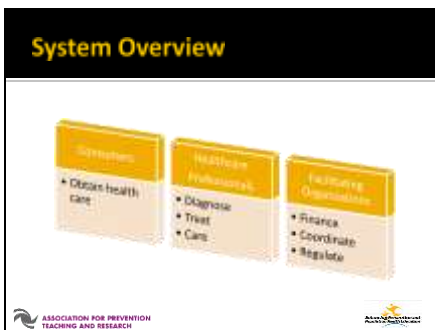 System Overview
Consumers
• Obtain health
care
Healthcare
Professionals
• Diagnose
• Treat
• Care
Facilitating
Organizations
• Finance
• Coordinate
• Regulate
ASSOCIATION FOR PREVENTION
TEACHING AND RESEARCH